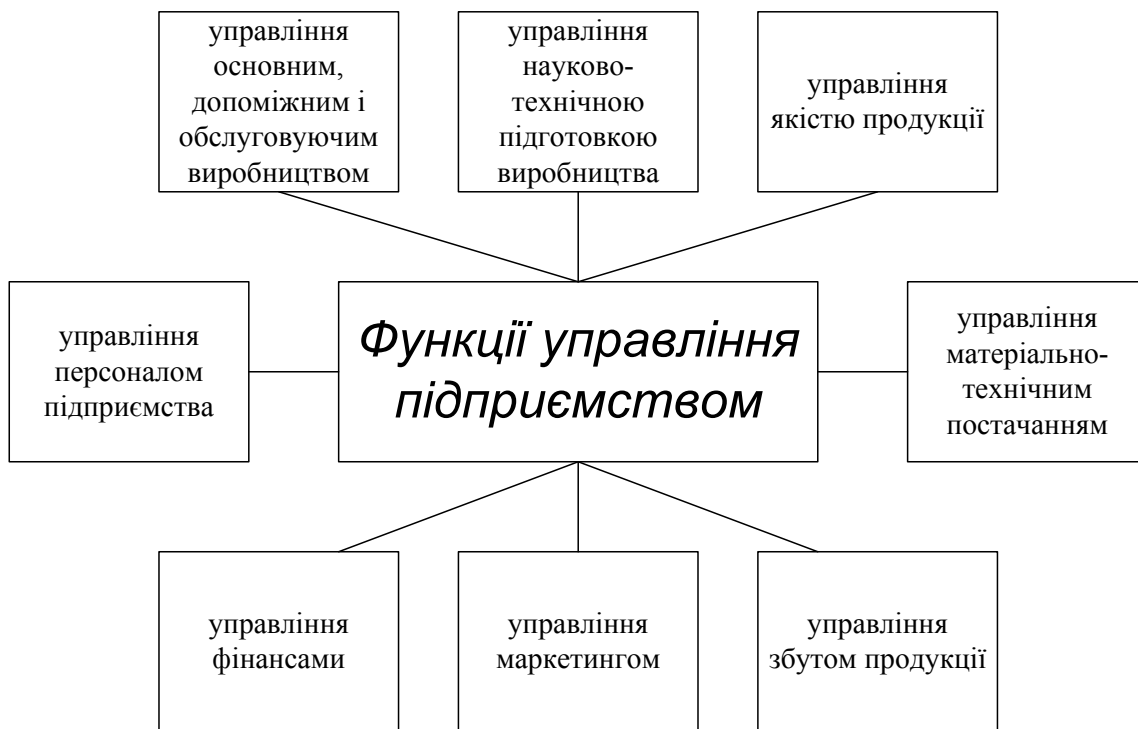 управління
основним,
допоміжним і
обслуговуючим
виробництвом
управління
науково-
технічною
підготовкою
виробництва
управління
якістю продукції
управління
персоналом
підприємства
Функції управління
підприємством
управління
матеріально-
технічним
постачанням
управління
фінансами
управління
маркетингом
управління
збутом продукції